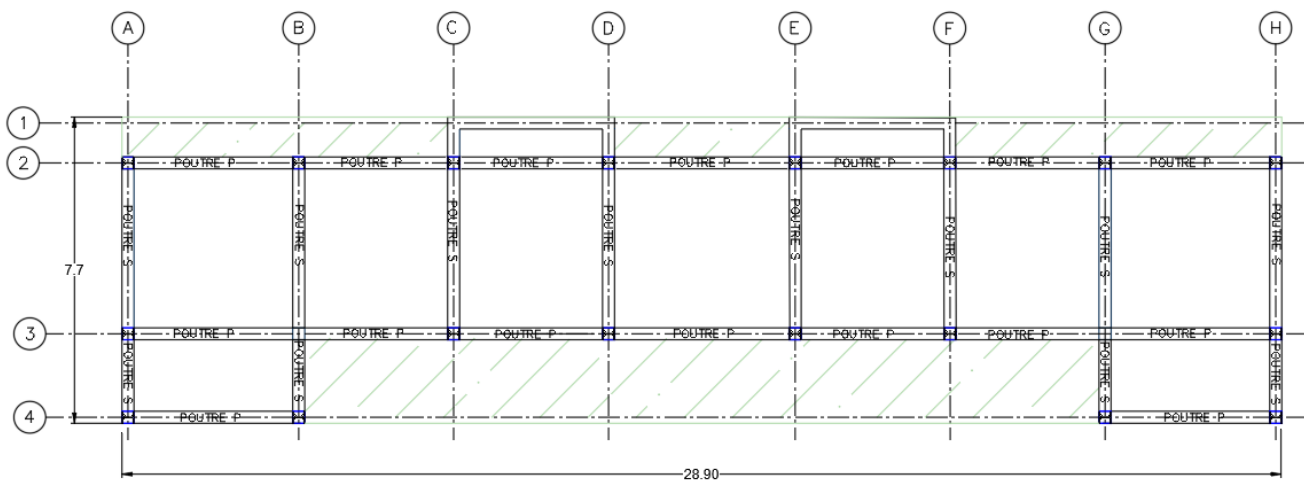 A B C D E F G H
1
2 POUTRE P POUTRE P POUTRE P POUTRE P POUTRE P POUTRE P POUTRE P
POUTRE S
POUTRE S
POUTRE S
POUTRE S
POUTRE S
POUTRE S
POUTRE S
POUTRE S
7.7
3 POUTRE P POUTRE P POUTRE P POUTRE P POUTRE P POUTRE P POUTRE P
POUTRE S
POUTRE S
POUTRE S
POUTRE S
4 POUTRE P POUTRE P
28.90